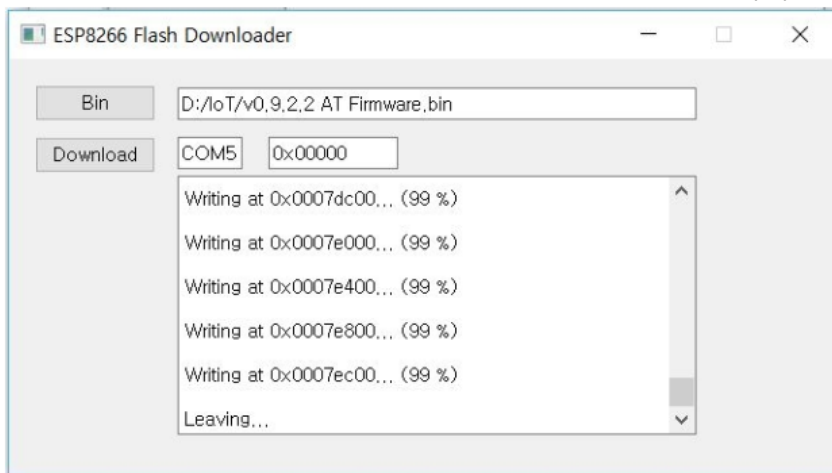 ESP8266 Flash Downloader
Bin D:/IoT/v0,9,2,2 AT Firmware,bin
Download COM5 0x00000
Writing at 0x0007dc00,,, (99 %)
Writing at 0x0007e000,,, (99 %)
Writing at 0x0007e400,,, (99 %)
Writing at 0x0007e800,,, (99 %)
Writing at 0x0007ec00,,, (99 %)
Leaving,,,